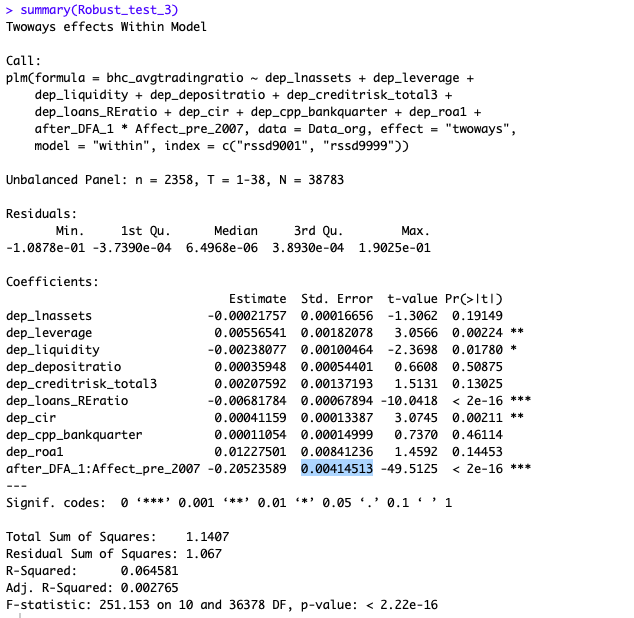 > summary(Robust_test_3)
Twoways effects Within Model

Call:
plm(formula = bhc_avgtradingratio ~ dep_lnassets + dep_leverage +
    dep_liquidity + dep_depositratio + dep_creditrisk_total3 +
    dep_loans_REratio + dep_cir + dep_cpp_bankquarter + dep_roa1 +
    after_DFA_1 * Affect_pre_2007, data = Data_org, effect = "twoways",
    model = "within", index = c("rssd9001", "rssd9999"))

Unbalanced Panel: n = 2358, T = 1-38, N = 38783

Residuals:
       Min.     1st Qu.      Median     3rd Qu.        Max.
-1.0878e-01 -3.7390e-04  6.4968e-06  3.8930e-04  1.9025e-01

Coefficients:
                               Estimate  Std. Error  t-value Pr(>|t|)
dep_lnassets                -0.00021757  0.00016656  -1.3062  0.19149
dep_leverage                 0.00556541  0.00182078   3.0566  0.00224 **
dep_liquidity               -0.00238077  0.00100464  -2.3698  0.01780 *
dep_depositratio             0.00035948  0.00054401   0.6608  0.50875
dep_creditrisk_total3        0.00207592  0.00137193   1.5131  0.13025
dep_loans_REratio           -0.00681784  0.00067894 -10.0418  < 2e-16 ***
dep_cir                      0.00041159  0.00013387   3.0745  0.00211 **
dep_cpp_bankquarter          0.00011054  0.00014999   0.7370  0.46114
dep_roa1                     0.01227501  0.00841236   1.4592  0.14453
after_DFA_1:Affect_pre_2007 -0.20523589  0.00414513 -49.5125  < 2e-16 ***
---
Signif. codes:  0 ‘***’ 0.001 ‘**’ 0.01 ‘*’ 0.05 ‘.’ 0.1 ‘ ’ 1

Total Sum of Squares:    1.1407
Residual Sum of Squares: 1.067
R-Squared:      0.064581
Adj. R-Squared: 0.002765
F-statistic: 251.153 on 10 and 36378 DF, p-value: < 2.22e-16